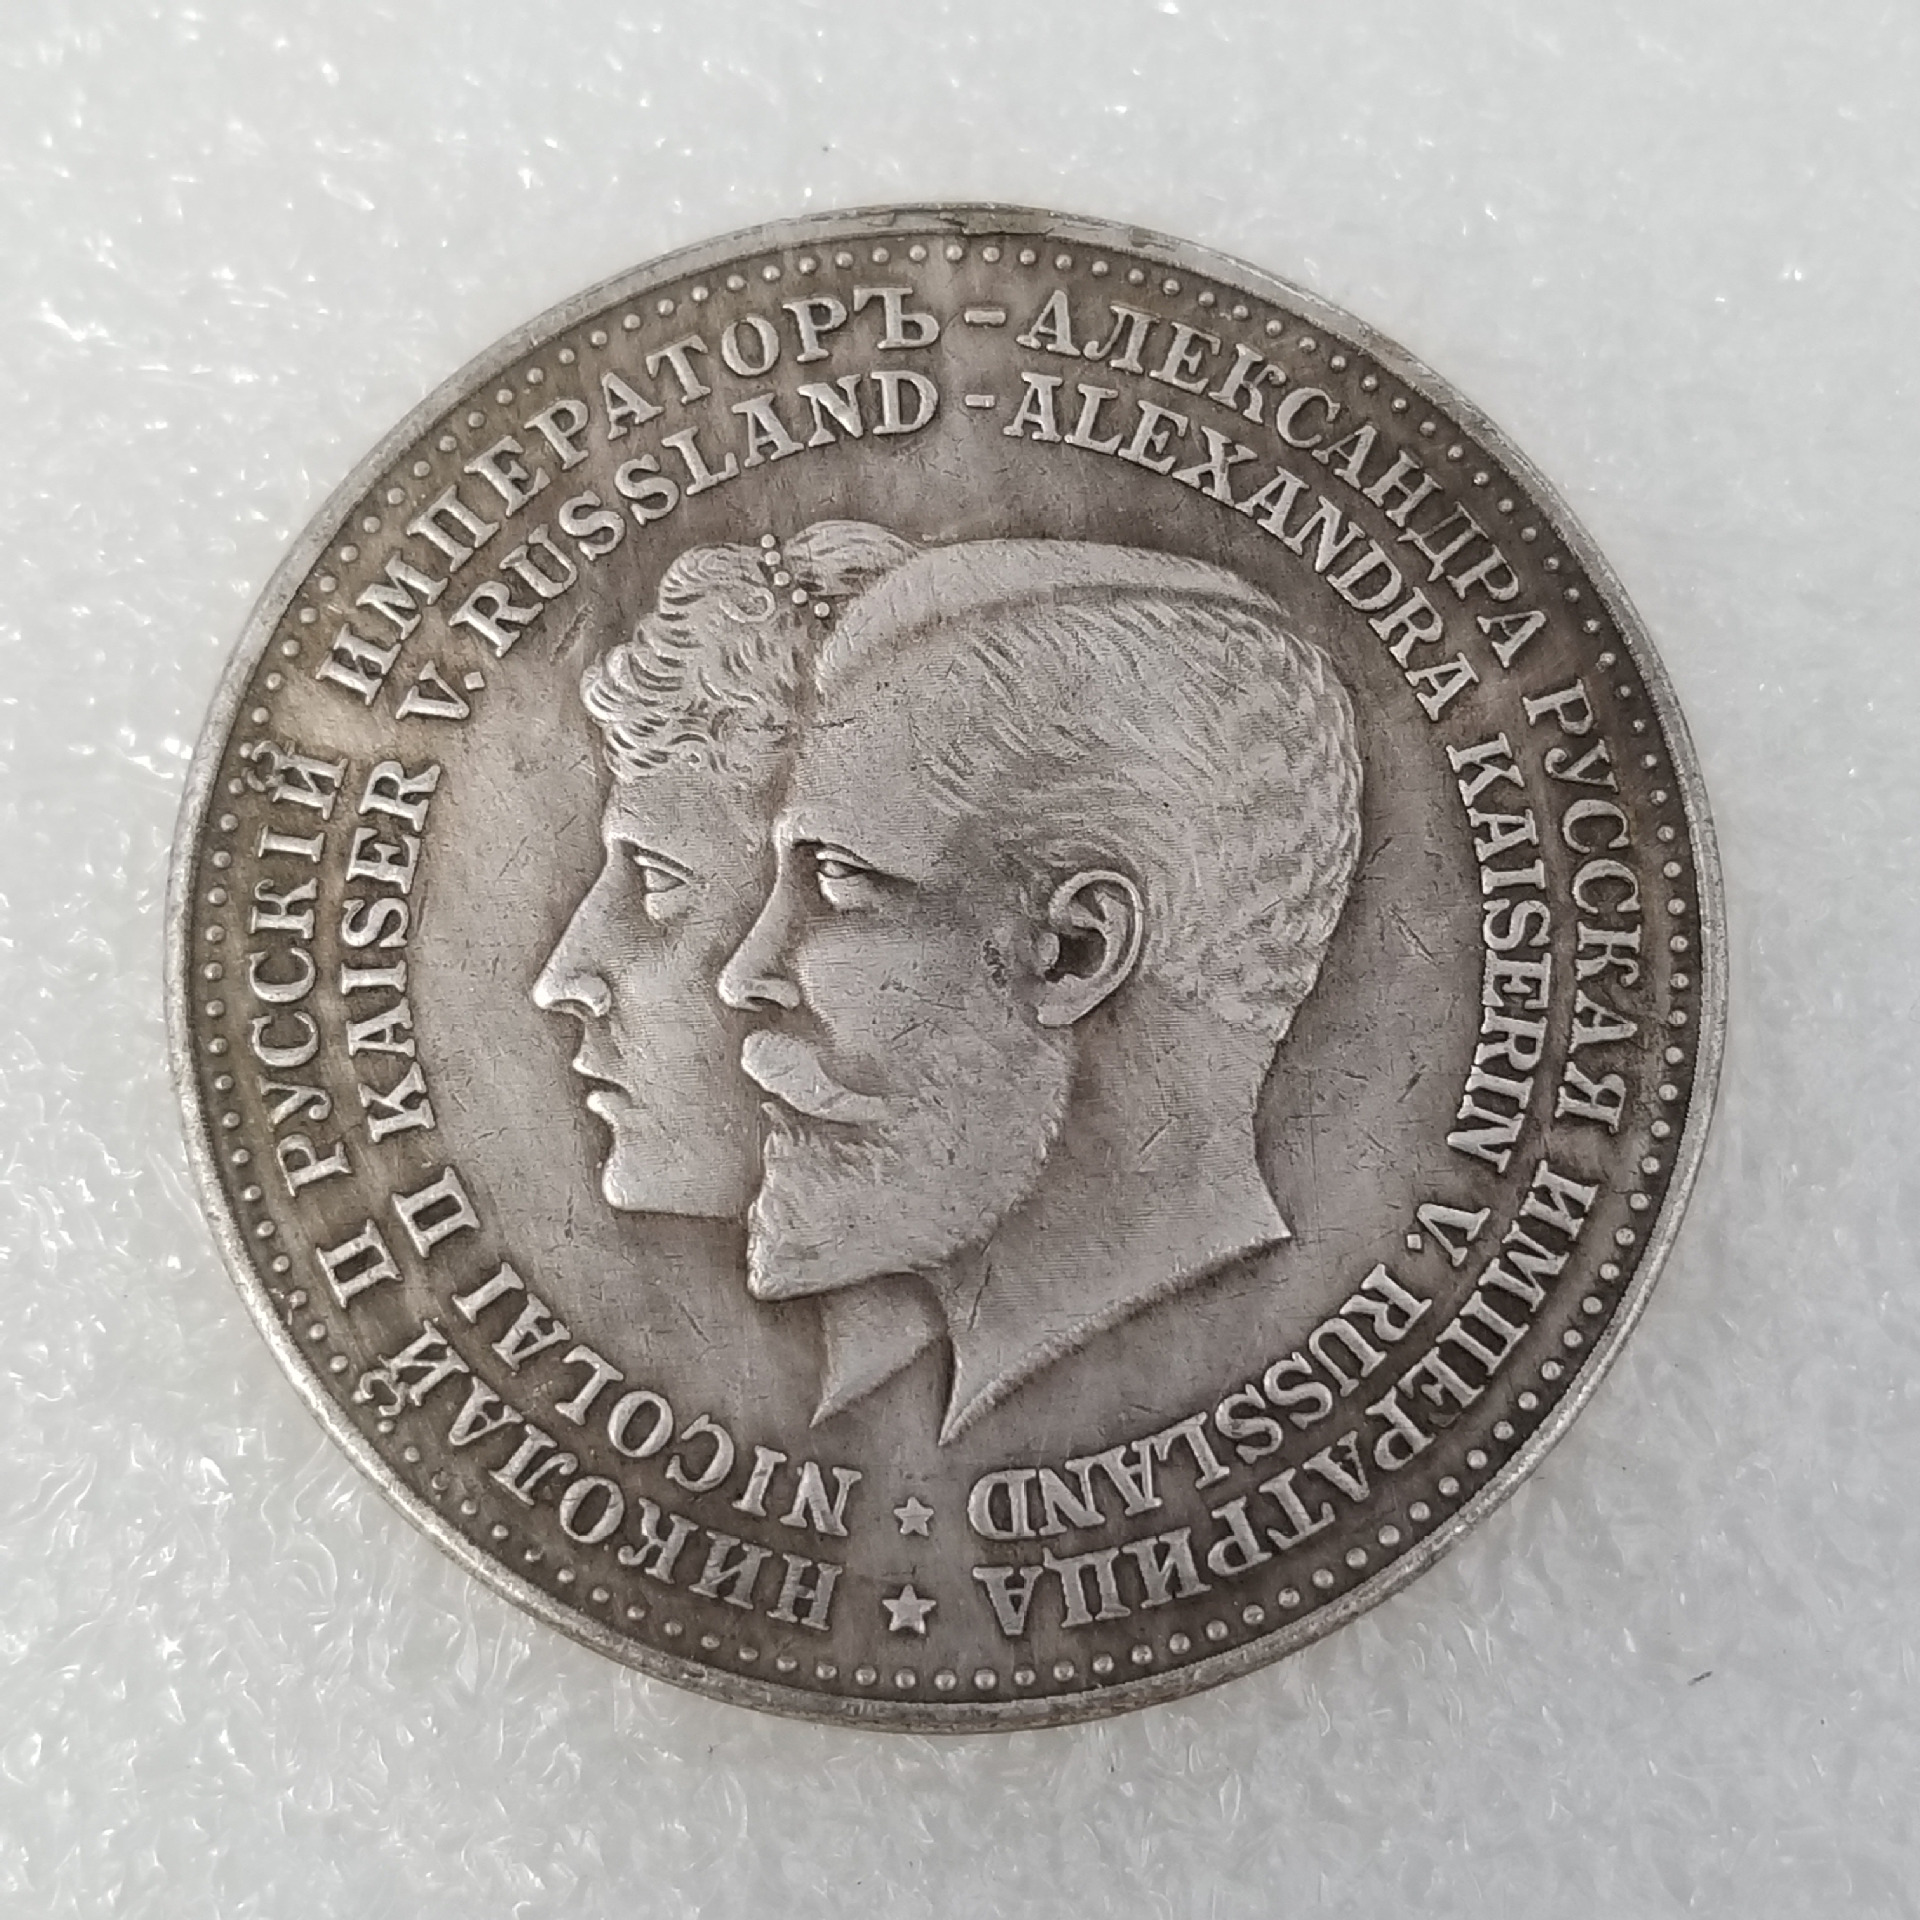 НИКОЛАЙ II РУССКІЙ ИМПЕРАТОРЪ - АЛЕКСАНДРА РУССКАЯ ИМПЕРАТРИЦА
NICOLAI II KAISER V. RUSSLAND - ALEXANDRA KAISERIN V. RUSSLAND